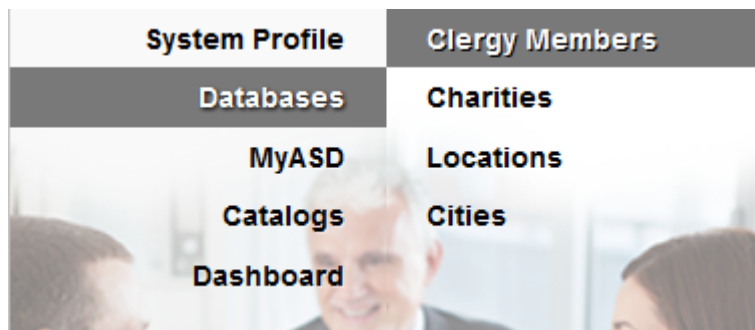 System Profile
Databases
MyASD
Catalogs
Dashboard
Clergy Members
Charities
Locations
Cities